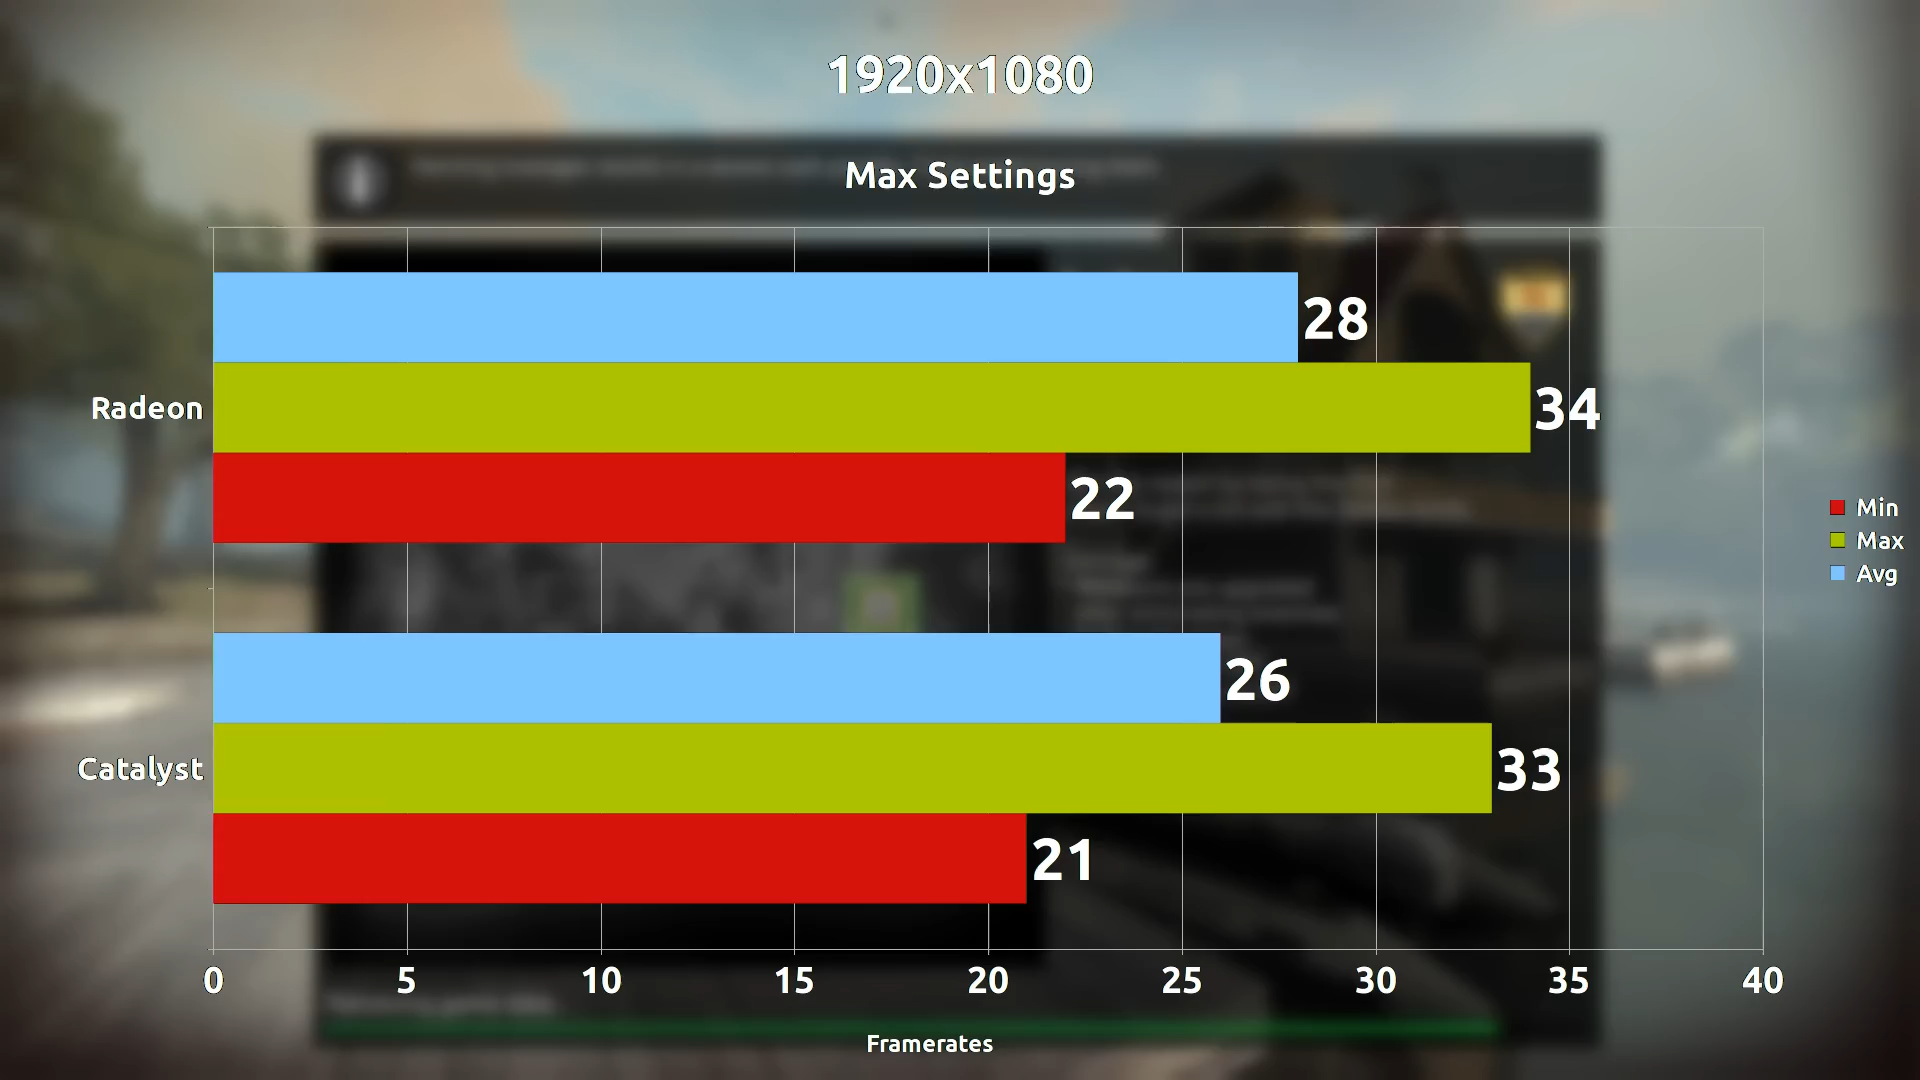 1920x1080
Max Settings
28
Radeon
34
22
26
Catalyst
33
21
Min
Max
Avg
0 5 10 15 20 25 30 35 40
Framerates